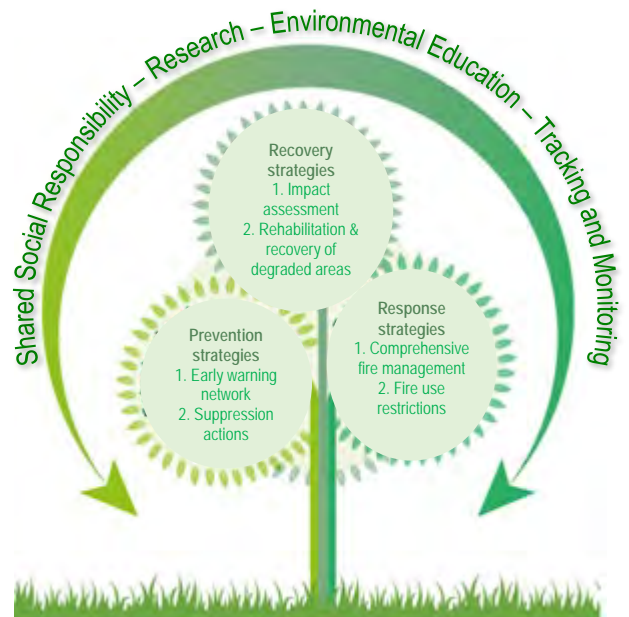 Shared Social Responsibility – Research – Environmental Education – Tracking and Monitoring
Recovery
strategies
1. Impact
assessment
2. Rehabilitation &
recovery of
degraded areas
Prevention
strategies
1. Early warning
network
2. Suppression
actions
Response
strategies
1. Comprehensive
fire management
2. Fire use
restrictions